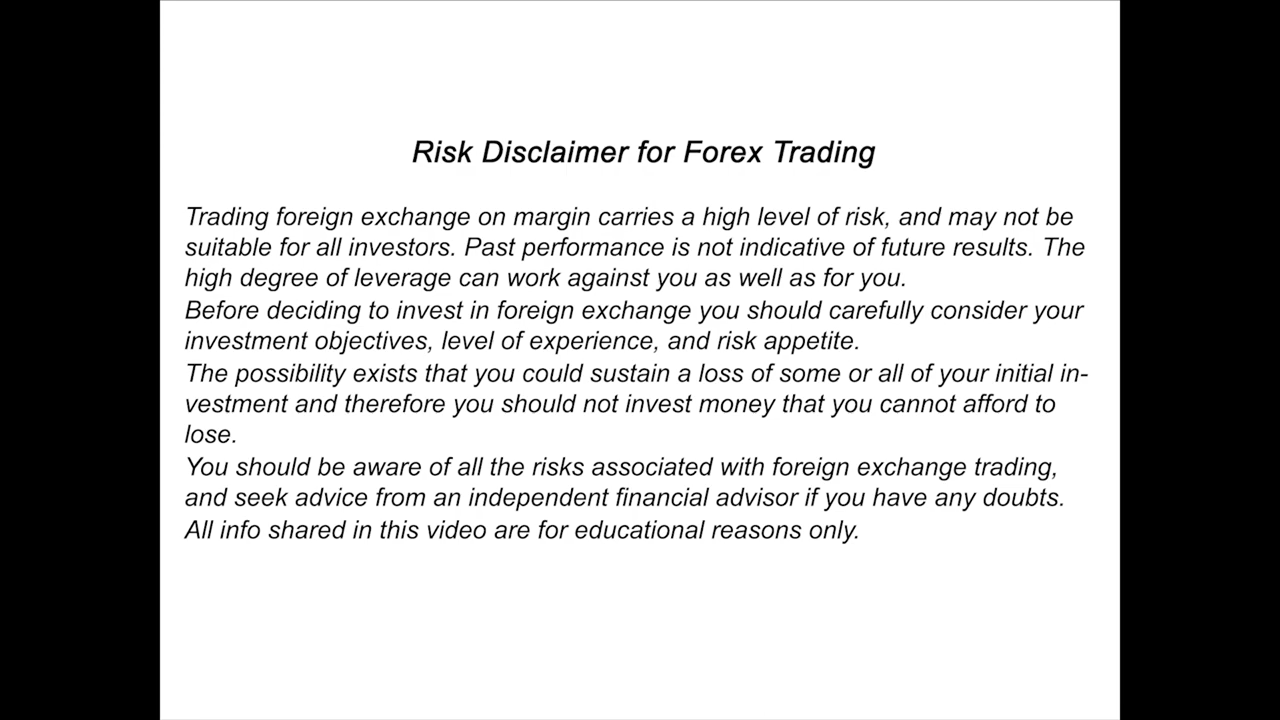 Risk Disclaimer for Forex Trading
Trading foreign exchange on margin carries a high level of risk, and may not be
suitable for all investors. Past performance is not indicative of future results. The
high degree of leverage can work against you as well as for you.
Before deciding to invest in foreign exchange you should carefully consider your
investment objectives, level of experience, and risk appetite.
The possibility exists that you could sustain a loss of some or all of your initial in-
vestment and therefore you should not invest money that you cannot afford to
lose.
You should be aware of all the risks associated with foreign exchange trading,
and seek advice from an independent financial advisor if you have any doubts.
All info shared in this video are for educational reasons only.